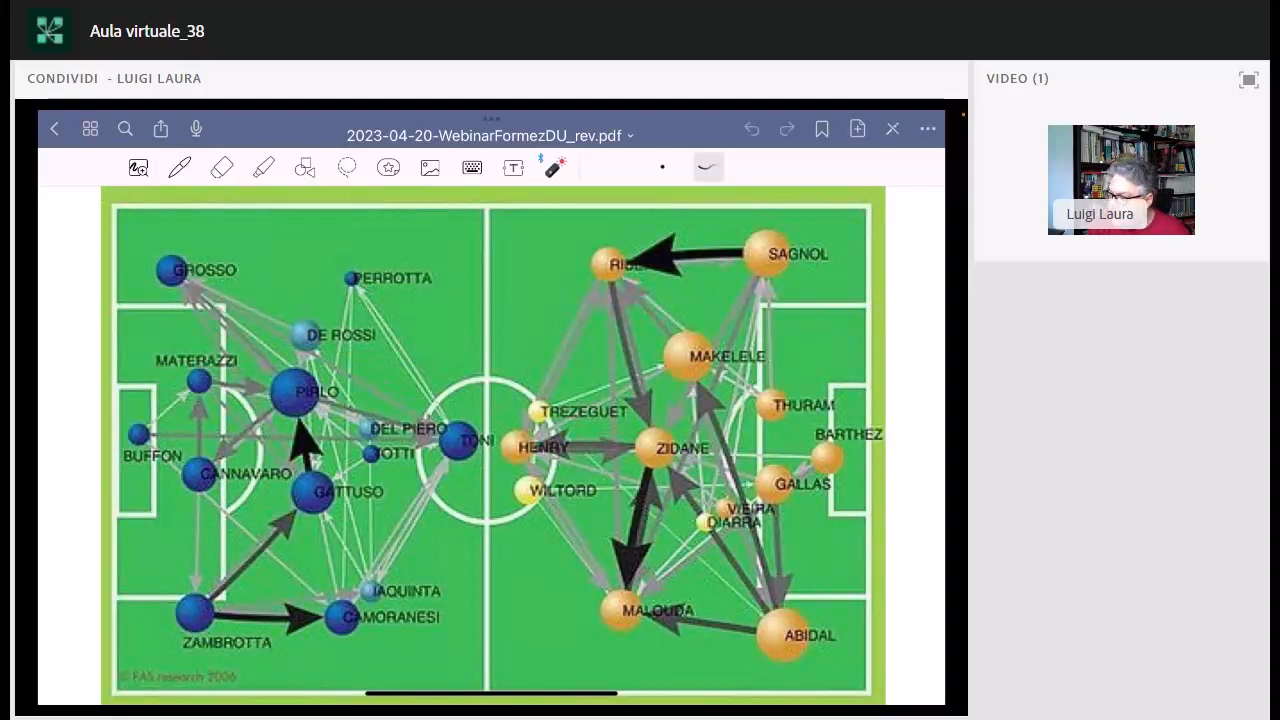 Aula virtuale_38
CONDIVIDI - LUIGI LAURA
VIDEO (1)
2023-04-20-WebinarFormezDU_rev.pdf
Luigi Laura
GROSSO
PERROTTA
DE ROSSI
MATERAZZI
PIRLO
DEL PIERO
TONI
TOTTI
BUFFON
CANNAVARO
GATTUSO
IAQUINTA
CAMORANESI
ZAMBROTTA
© FAS.research 2006
SAGNOL
MAKELELE
TREZEGUET
THURAM
BARTHEZ
HENRY
ZIDANE
WILTORD
GALLAS
VIEIRA
DIARRA
MALOUDA
ABIDAL